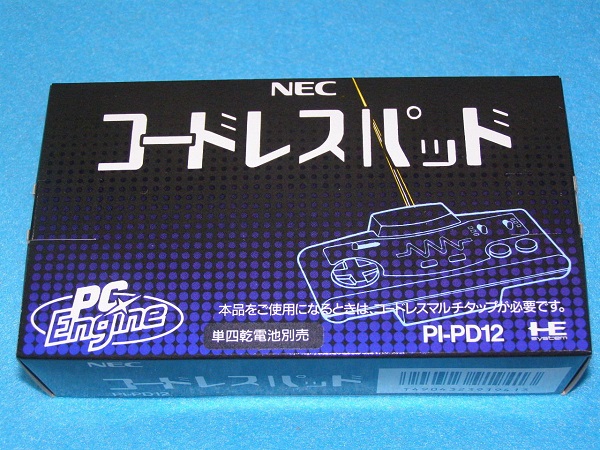 NEC
コードレスパッド
PC
Engine
本品をご使用になるときは、コードレスマルチタップが必要です。
単四乾電池別売
PI-PD12
HE
SYSTEM
NEC
コードレスパッド
PI-PD12